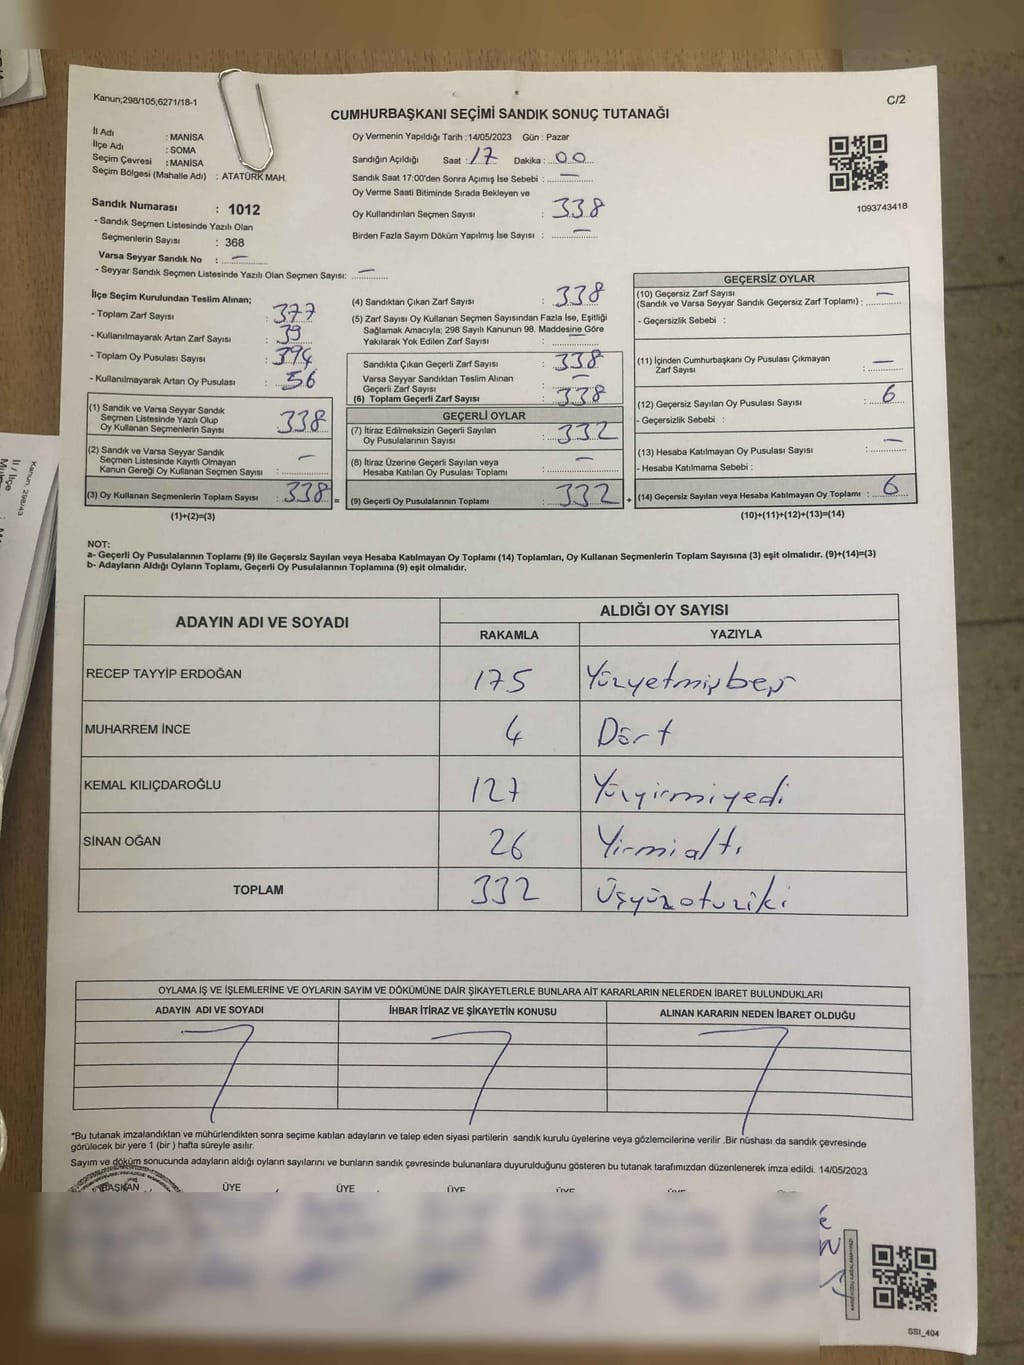 Kanun;298/105;6271/18-1
C/2
CUMHURBAŞKANI SEÇİMİ SANDIK SONUÇ TUTANAĞI
İl Adı : MANİSA
İlçe Adı : SOMA
Seçim Çevresi : MANİSA
Seçim Bölgesi (Mahalle Adı) : ATATÜRK MAH.
Sandık Numarası : 1012
- Sandık Seçmen Listesinde Yazılı Olan
Seçmenlerin Sayısı : 368
Varsa Seyyar Sandık No : —
- Seyyar Sandık Seçmen Listesinde Yazılı Olan Seçmen Sayısı: —
Oy Vermenin Yapıldığı Tarih :14/05/2023 Gün : Pazar
Sandığın Açıldığı Saat : 17 Dakika : 00
Sandık Saat 17:00'den Sonra Açımış İse Sebebi : —
Oy Verme Saati Bitiminde Sırada Bekleyen ve
Oy Kullandırılan Seçmen Sayısı : 338
Birden Fazla Sayım Döküm Yapılmış İse Sayısı : —
1093743418
İlçe Seçim Kurulundan Teslim Alınan;
- Toplam Zarf Sayısı : 377
- Kullanılmayarak Artan Zarf Sayısı : 39
- Toplam Oy Pusulası Sayısı : 394
- Kullanılmayarak Artan Oy Pusulası : 56
(1) Sandık ve Varsa Seyyar Sandık
Seçmen Listesinde Yazılı Olup
Oy Kullanan Seçmenlerin Sayısı : 338
(2) Sandık ve Varsa Seyyar Sandık
Seçmen Listesinde Kayıtlı Olmayan
Kanun Gereği Oy Kullanan Seçmen Sayısı : —
(3) Oy Kullanan Seçmenlerin Toplam Sayısı : 338 =
(1)+(2)=(3)
(4) Sandıktan Çıkan Zarf Sayısı : 338
(5) Zarf Sayısı Oy Kullanan Seçmen Sayısından Fazla İse, Eşitliği
Sağlamak Amacıyla; 298 Sayılı Kanunun 98. Maddesine Göre
Yakılarak Yok Edilen Zarf Sayısı : —
Sandıkta Çıkan Geçerli Zarf Sayısı : 338
Varsa Seyyar Sandıktan Teslim Alınan
Geçerli Zarf Sayısı : —
(6) Toplam Geçerli Zarf Sayısı : 338
GEÇERLİ OYLAR
(7) İtiraz Edilmeksizin Geçerli Sayılan
Oy Pusulalarının Sayısı : 332
(8) İtiraz Üzerine Geçerli Sayılan veya
Hesaba Katılan Oy Pusulası Toplamı : —
(9) Geçerli Oy Pusulalarının Toplamı : 332 +
GEÇERSİZ OYLAR
(10) Geçersiz Zarf Sayısı
(Sandık ve Varsa Seyyar Sandık Geçersiz Zarf Toplamı) : —
- Geçersizlik Sebebi :
(11) İçinden Cumhurbaşkanı Oy Pusulası Çıkmayan
Zarf Sayısı : —
(12) Geçersiz Sayılan Oy Pusulası Sayısı : 6
- Geçersizlik Sebebi :
(13) Hesaba Katılmayan Oy Pusulası Sayısı : —
- Hesaba Katılmama Sebebi :
(14) Geçersiz Sayılan veya Hesaba Katılmayan Oy Toplamı : 6
(10)+(11)+(12)+(13)=(14)
NOT:
a- Geçerli Oy Pusulalarının Toplamı (9) ile Geçersiz Sayılan veya Hesaba Katılmayan Oy Toplamı (14) Toplamları, Oy Kullanan Seçmenlerin Toplam Sayısına (3) eşit olmalıdır. (9)+(14)=(3)
b- Adayların Aldığı Oyların Toplamı, Geçerli Oy Pusulalarının Toplamına (9) eşit olmalıdır.
ADAYIN ADI VE SOYADI
ALDIĞI OY SAYISI
RAKAMLA YAZIYLA
RECEP TAYYİP ERDOĞAN 175 Yüzyetmişbeş
MUHARREM İNCE 4 Dört
KEMAL KILIÇDAROĞLU 127 Yüzyirmiyedi
SİNAN OĞAN 26 Yirmialtı
TOPLAM 332 Üçyüzotuziki
OYLAMA İŞ VE İŞLEMLERİNE VE OYLARIN SAYIM VE DÖKÜMÜNE DAİR ŞİKAYETLERLE BUNLARA AİT KARARLARIN NELERDEN İBARET BULUNDUKLARI
ADAYIN ADI VE SOYADI İHBAR İTİRAZ VE ŞİKAYETİN KONUSU ALINAN KARARIN NEDEN İBARET OLDUĞU
*Bu tutanak imzalandıktan ve mühürlendikten sonra seçime katılan adayların ve talep eden siyasi partilerin sandık kurulu üyelerine veya gözlemcilerine verilir .Bir nüshası da sandık çevresinde
görülecek bir yere 1 (bir ) hafta süreyle asılır.
Sayım ve döküm sonucunda adayların aldığı oyların sayılarını ve bunların sandık çevresinde bulunanlara duyurulduğunu gösteren bu tutanak tarafımızdan düzenlenerek imza edildi. 14/05/2023
BAŞKAN ÜYE ÜYE ÜYE ÜYE ÜYE
SSI_404
Kanun: 298/43
İl / İlçe